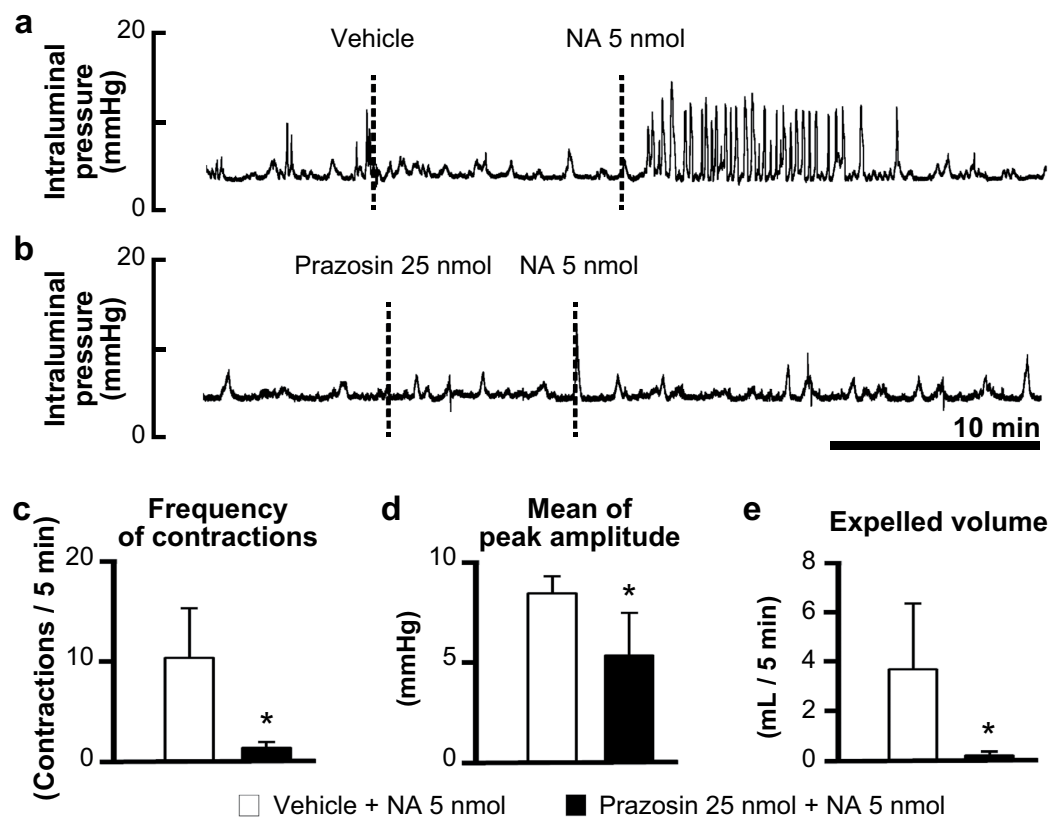 a
20
Vehicle
NA 5 nmol
Intraluminal
pressure
(mmHg)
0
b
20
Prazosin 25 nmol
NA 5 nmol
Intraluminal
pressure
(mmHg)
0
10 min
c
Frequency
of contractions
(Contractions / 5 min)
20
10
0
*
d
Mean of
peak amplitude
(mmHg)
10
5
0
*
e
Expelled volume
(mL / 5 min)
8
6
4
2
0
*
Vehicle + NA 5 nmol
Prazosin 25 nmol + NA 5 nmol